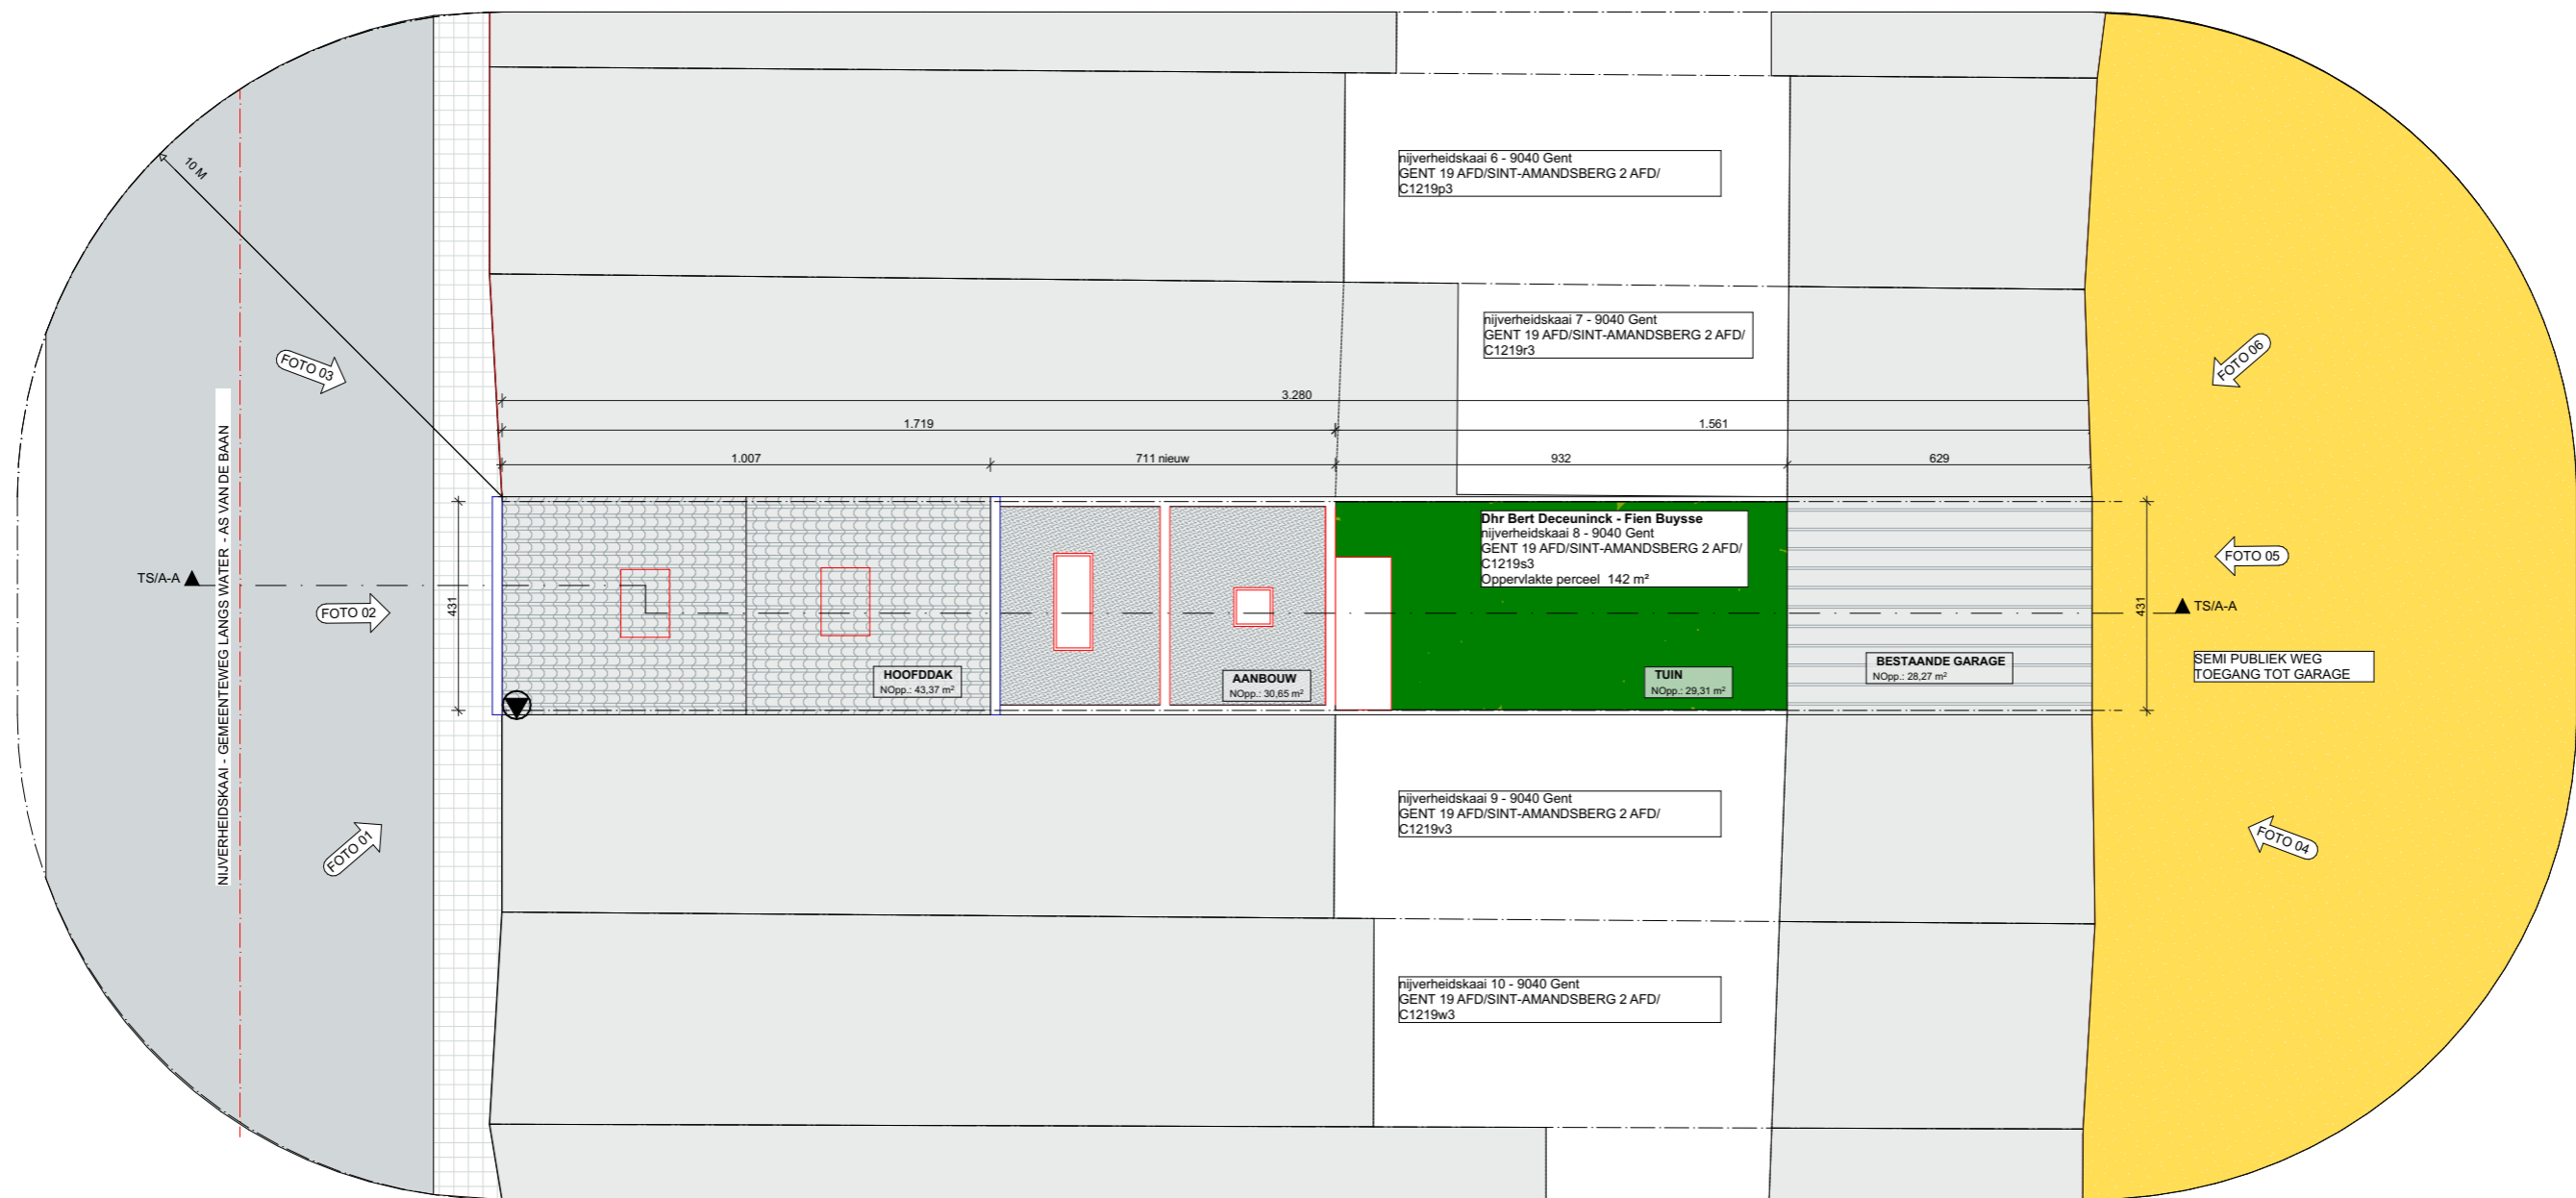 10 M
nijverheidskaai 6 - 9040 Gent
GENT 19 AFD/SINT-AMANDSBERG 2 AFD/
C1219p3
nijverheidskaai 7 - 9040 Gent
GENT 19 AFD/SINT-AMANDSBERG 2 AFD/
C1219r3
FOTO 03
FOTO 06
3.280
1.719
1.561
1.007
711 nieuw
932
629
NIJVERHEIDSKAAI - GEMEENTEWEG LANGS WATER - AS VAN DE BAAN
TS/A-A
FOTO 02
431
HOOFDDAK
NOpp.: 43,37 m²
AANBOUW
NOpp.: 30,65 m²
Dhr Bert Deceuninck - Fien Buysse
nijverheidskaai 8 - 9040 Gent
GENT 19 AFD/SINT-AMANDSBERG 2 AFD/
C1219s3
Oppervlakte perceel 142 m²
TUIN
NOpp.: 29,31 m²
BESTAANDE GARAGE
NOpp.: 28,27 m²
431
FOTO 05
TS/A-A
SEMI PUBLIEK WEG
TOEGANG TOT GARAGE
FOTO 01
nijverheidskaai 9 - 9040 Gent
GENT 19 AFD/SINT-AMANDSBERG 2 AFD/
C1219v3
FOTO 04
nijverheidskaai 10 - 9040 Gent
GENT 19 AFD/SINT-AMANDSBERG 2 AFD/
C1219w3